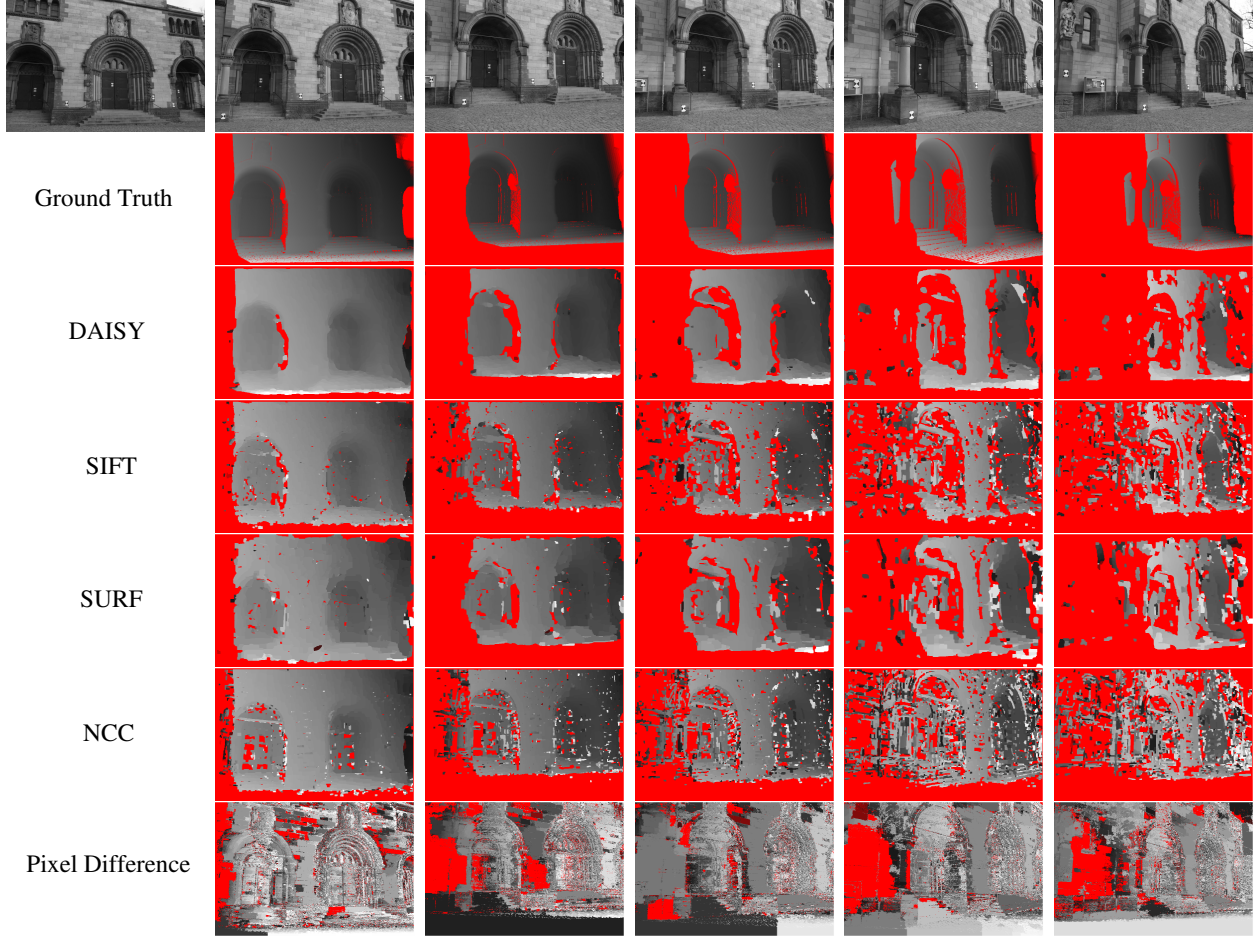 Ground Truth
DAISY
SIFT
SURF
NCC
Pixel Difference